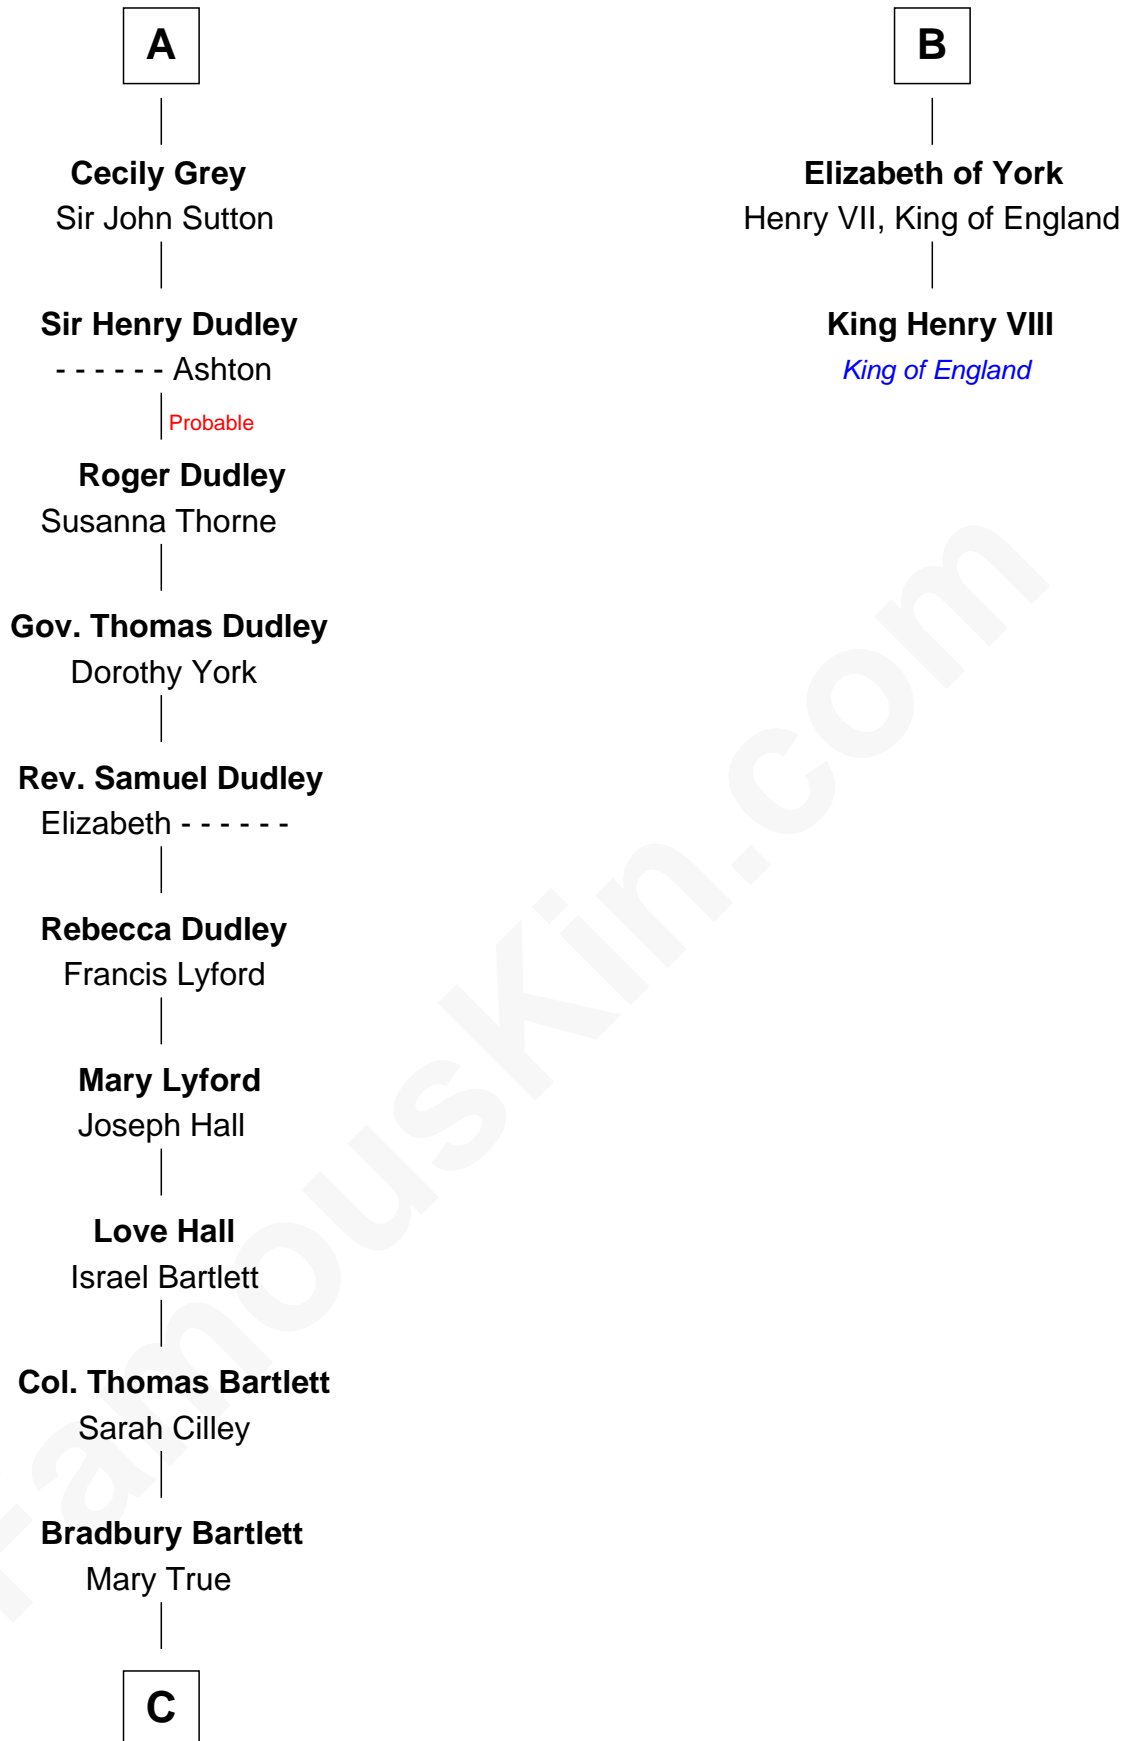 A
Cecily Grey
Sir John Sutton
Sir Henry Dudley
- - - - - - Ashton
Probable
Roger Dudley
Susanna Thorne
Gov. Thomas Dudley
Dorothy York
Rev. Samuel Dudley
Elizabeth - - - - - -
Rebecca Dudley
Francis Lyford
Mary Lyford
Joseph Hall
Love Hall
Israel Bartlett
Col. Thomas Bartlett
Sarah Cilley
Bradbury Bartlett
Mary True
C
B
Elizabeth of York
Henry VII, King of England
King Henry VIII
King of England
FamousKin.com